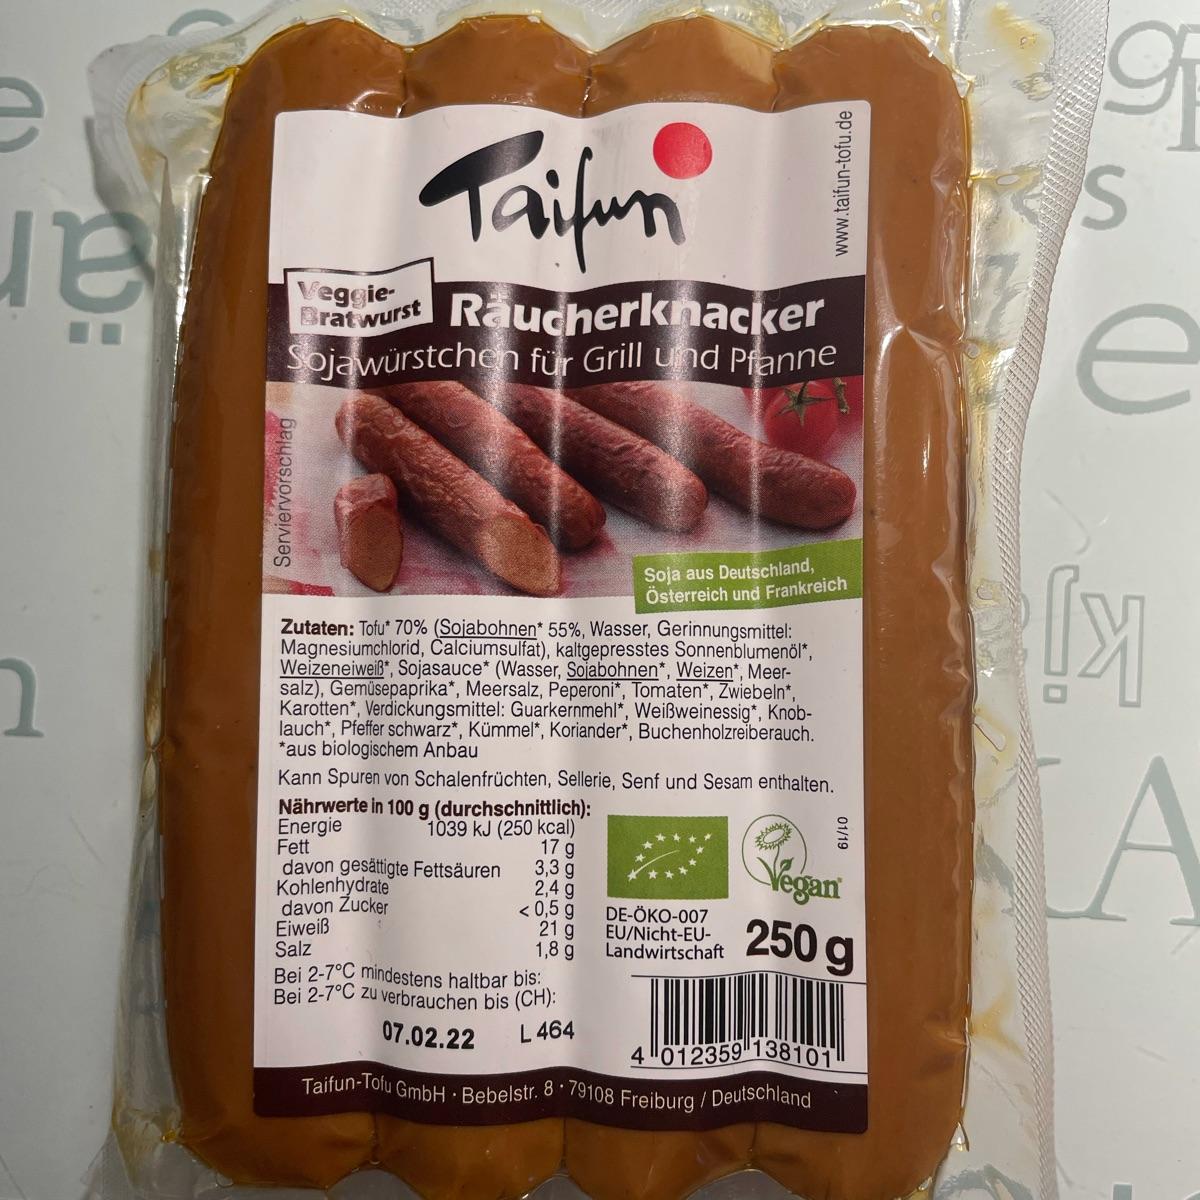 Taifun
www.taifun-tofu.de
Veggie-
Bratwurst
Räucherknacker
Sojawürstchen für Grill und Pfanne
Serviervorschlag
Soja aus Deutschland,
Österreich und Frankreich
Zutaten: Tofu* 70% (Sojabohnen* 55%, Wasser, Gerinnungsmittel:
Magnesiumchlorid, Calciumsulfat), kaltgepresstes Sonnenblumenöl*,
Weizeneiweiß*, Sojasauce* (Wasser, Sojabohnen*, Weizen*, Meer-
salz), Gemüsepaprika*, Meersalz, Peperoni*, Tomaten*, Zwiebeln*,
Karotten*, Verdickungsmittel: Guarkernmehl*, Weißweinessig*, Knob-
lauch*, Pfeffer schwarz*, Kümmel*, Koriander*, Buchenholzreiberauch.
*aus biologischem Anbau
Kann Spuren von Schalenfrüchten, Sellerie, Senf und Sesam enthalten.
Nährwerte in 100 g (durchschnittlich):
Energie 1039 kJ (250 kcal)
Fett 17 g
davon gesättigte Fettsäuren 3,3 g
Kohlenhydrate 2,4 g
davon Zucker < 0,5 g
Eiweiß 21 g
Salz 1,8 g
Bei 2-7°C mindestens haltbar bis:
Bei 2-7°C zu verbrauchen bis (CH):
07.02.22 L 464
Vegan
01/19
DE-ÖKO-007
EU/Nicht-EU-
Landwirtschaft
250 g
4 012359 138101
Taifun-Tofu GmbH · Bebelstr. 8 · 79108 Freiburg / Deutschland